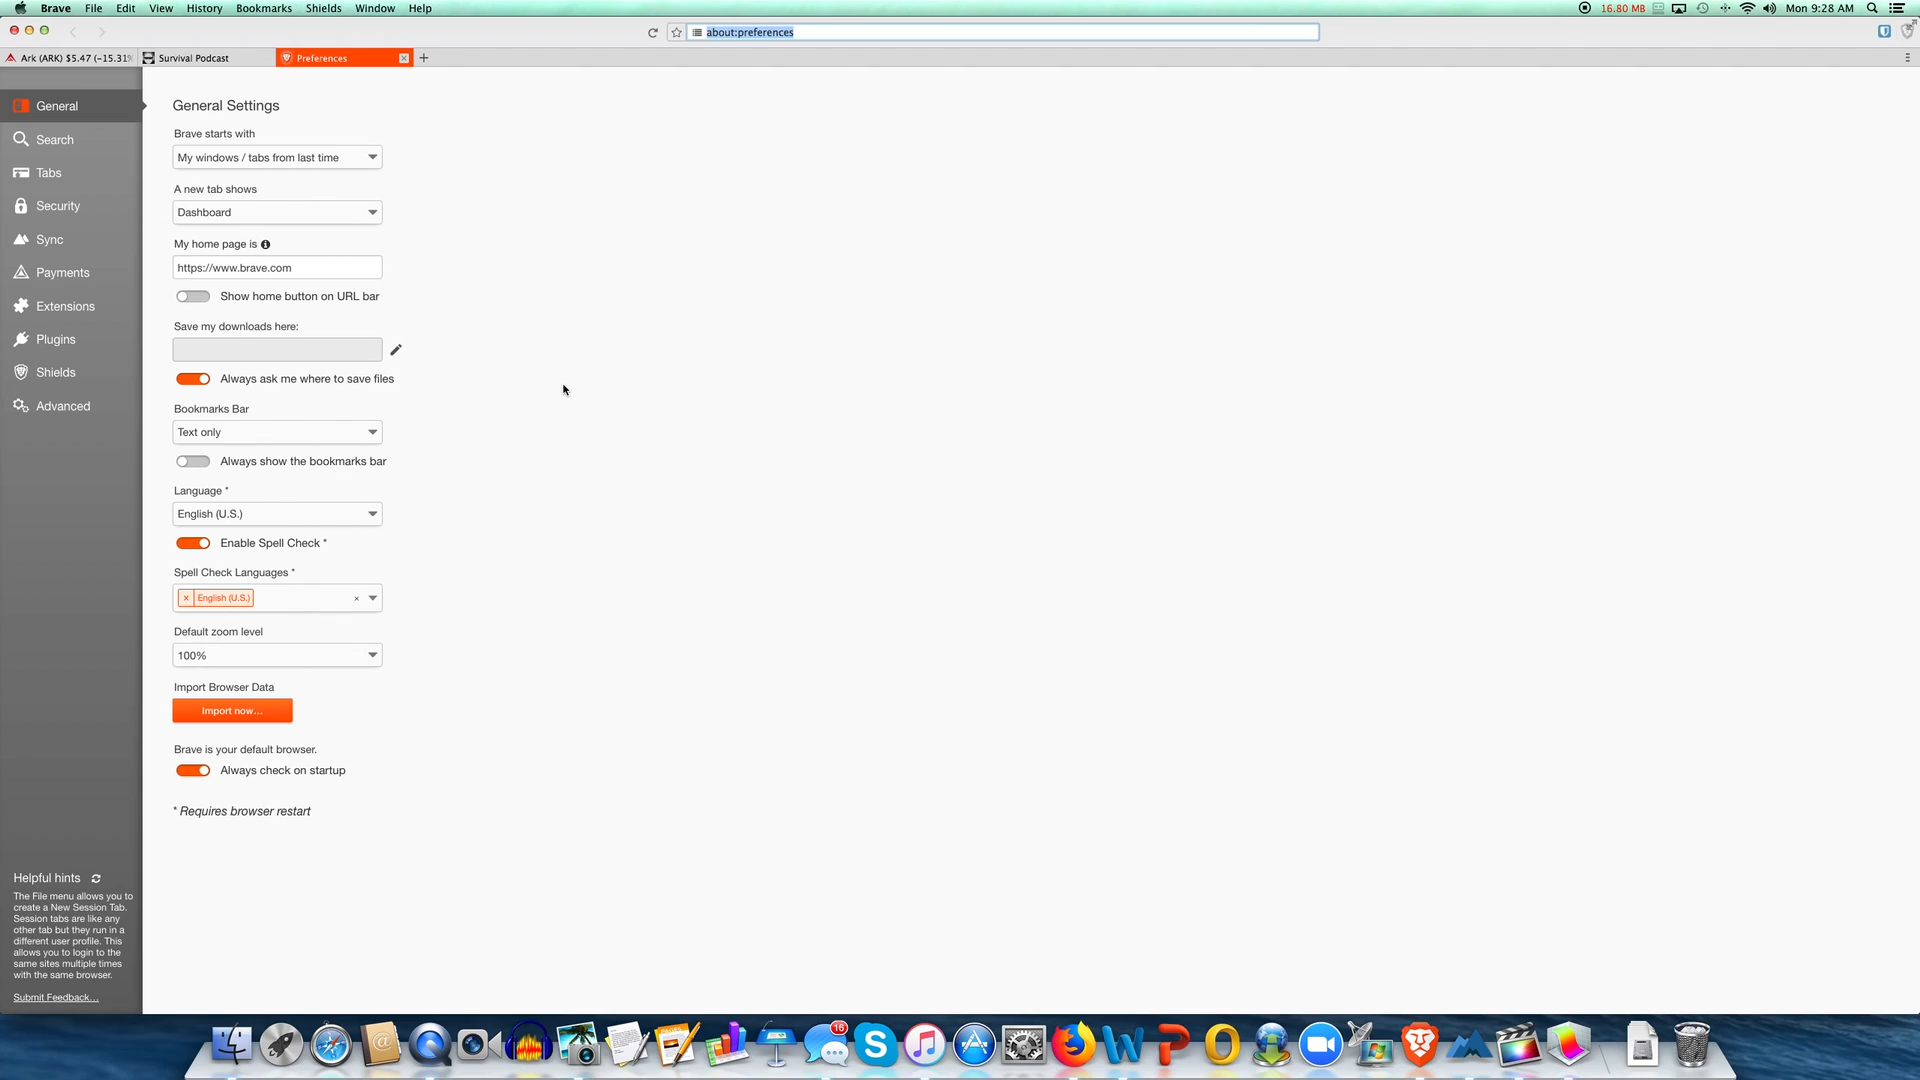 Brave File Edit View History Bookmarks Shields Window Help
16.80 MB Mon 9:28 AM
about:preferences
Ark (ARK) $5.47 (-15.31%
Survival Podcast
Preferences
General
Search
Tabs
Security
Sync
Payments
Extensions
Plugins
Shields
Advanced
General Settings
Brave starts with
My windows / tabs from last time
A new tab shows
Dashboard
My home page is
https://www.brave.com
Show home button on URL bar
Save my downloads here:
Always ask me where to save files
Bookmarks Bar
Text only
Always show the bookmarks bar
Language *
English (U.S.)
Enable Spell Check *
Spell Check Languages *
× English (U.S.) ×
Default zoom level
100%
Import Browser Data
Import now...
Brave is your default browser.
Always check on startup
* Requires browser restart
Helpful hints
The File menu allows you to
create a New Session Tab.
Session tabs are like any
other tab but they run in a
different user profile. This
allows you to login to the
same sites multiple times
with the same browser.
Submit Feedback...
16